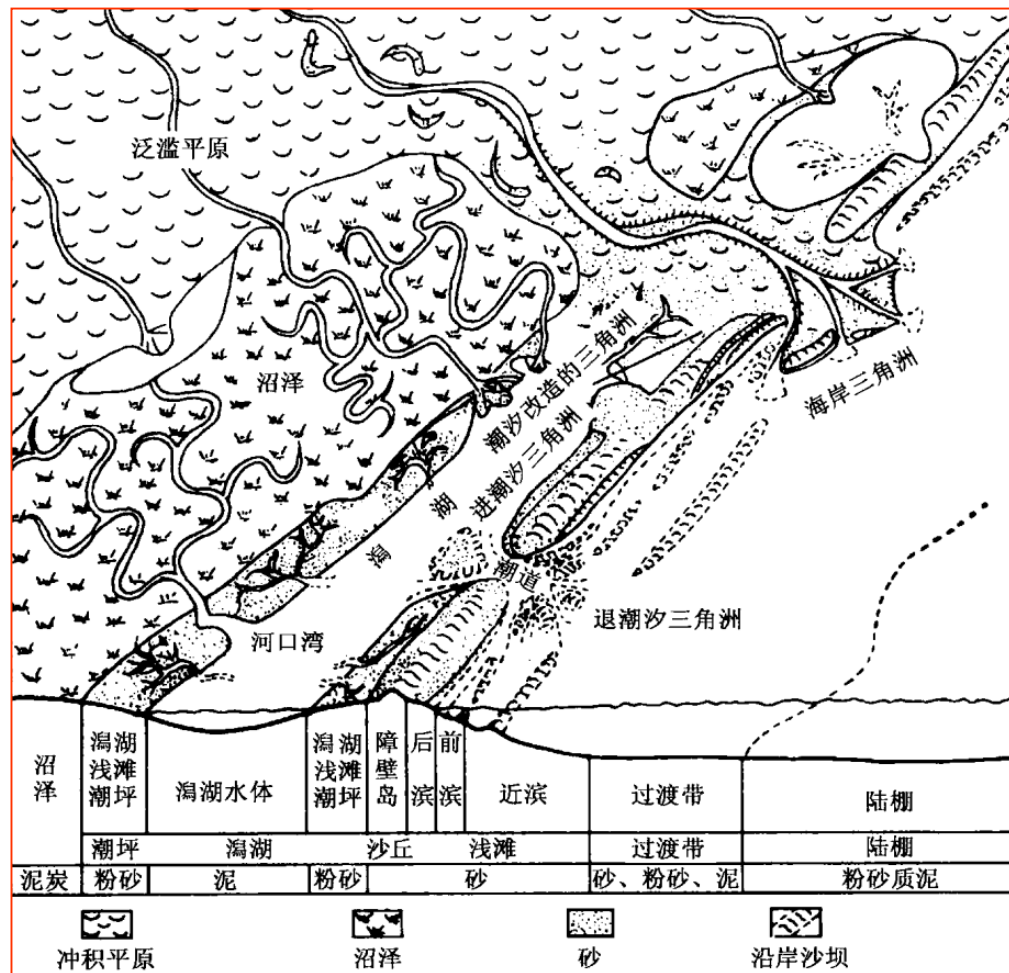 泛滥平原
沼泽
潮汐改造的三角洲
进潮汐三角洲
海岸三角洲
潟湖
潮道
退潮汐三角洲
河口湾
沼泽 潟湖浅滩潮坪 潟湖水体 潟湖浅滩潮坪 障壁岛 后滨 前滨 近滨 过渡带 陆棚
潮坪 潟湖 沙丘 浅滩 过渡带 陆棚
泥炭 粉砂 泥 粉砂 砂 砂、粉砂、泥 粉砂质泥
冲积平原 沼泽 砂 沿岸沙坝